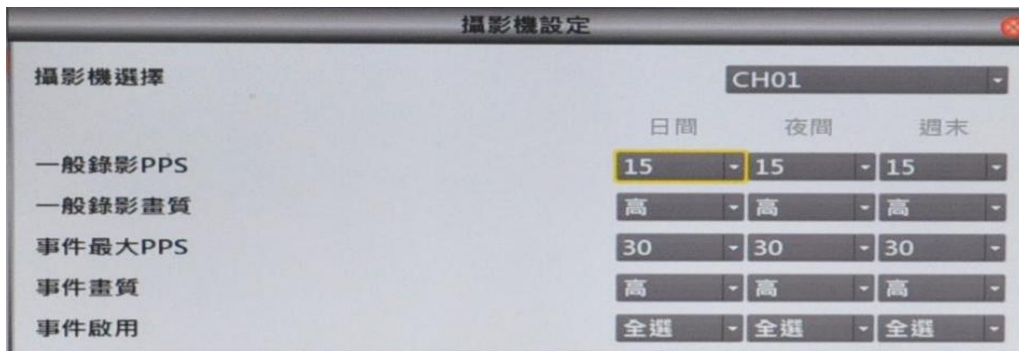 攝影機設定
攝影機選擇 CH01
日間 夜間 週末
一般錄影PPS 15 15 15
一般錄影畫質 高 高 高
事件最大PPS 30 30 30
事件畫質 高 高 高
事件啟用 全選 全選 全選